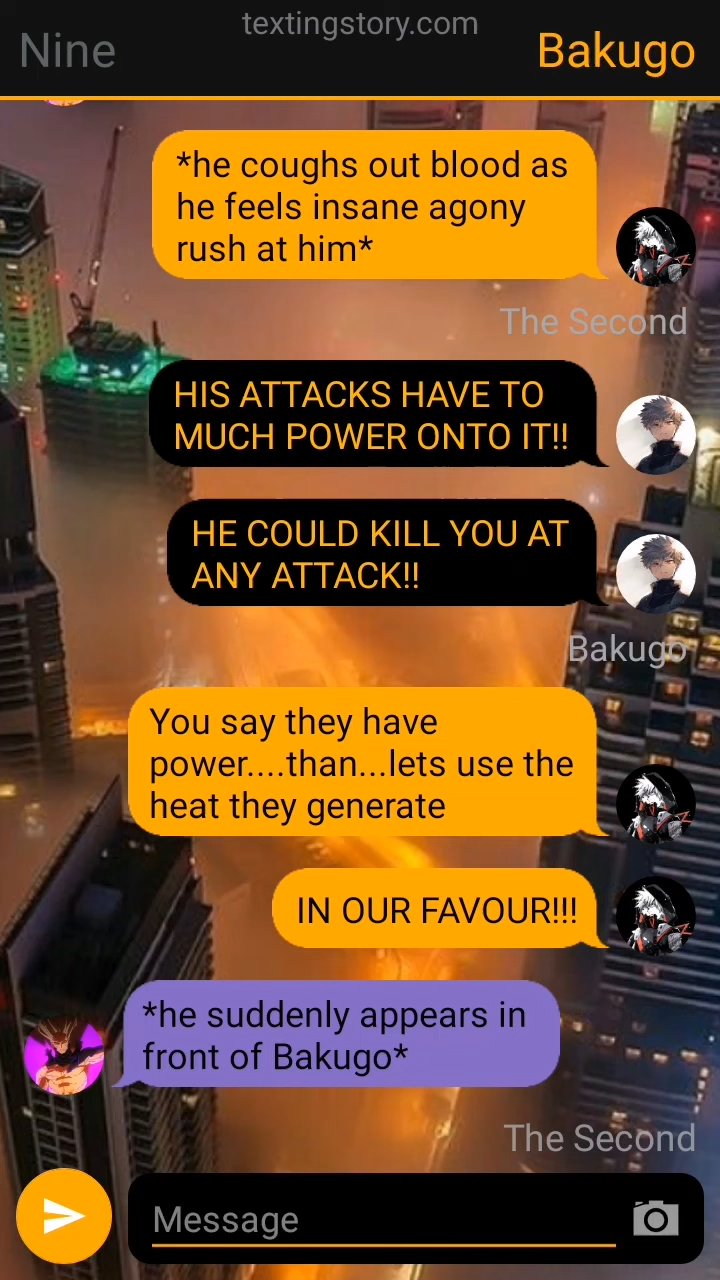 textingstory.com
Nine
Bakugo
*he coughs out blood as
he feels insane agony
rush at him*
The Second
HIS ATTACKS HAVE TO
MUCH POWER ONTO IT!!
HE COULD KILL YOU AT
ANY ATTACK!!
Bakugo
You say they have
power....than...lets use the
heat they generate
IN OUR FAVOUR!!!
*he suddenly appears in
front of Bakugo*
The Second
Message